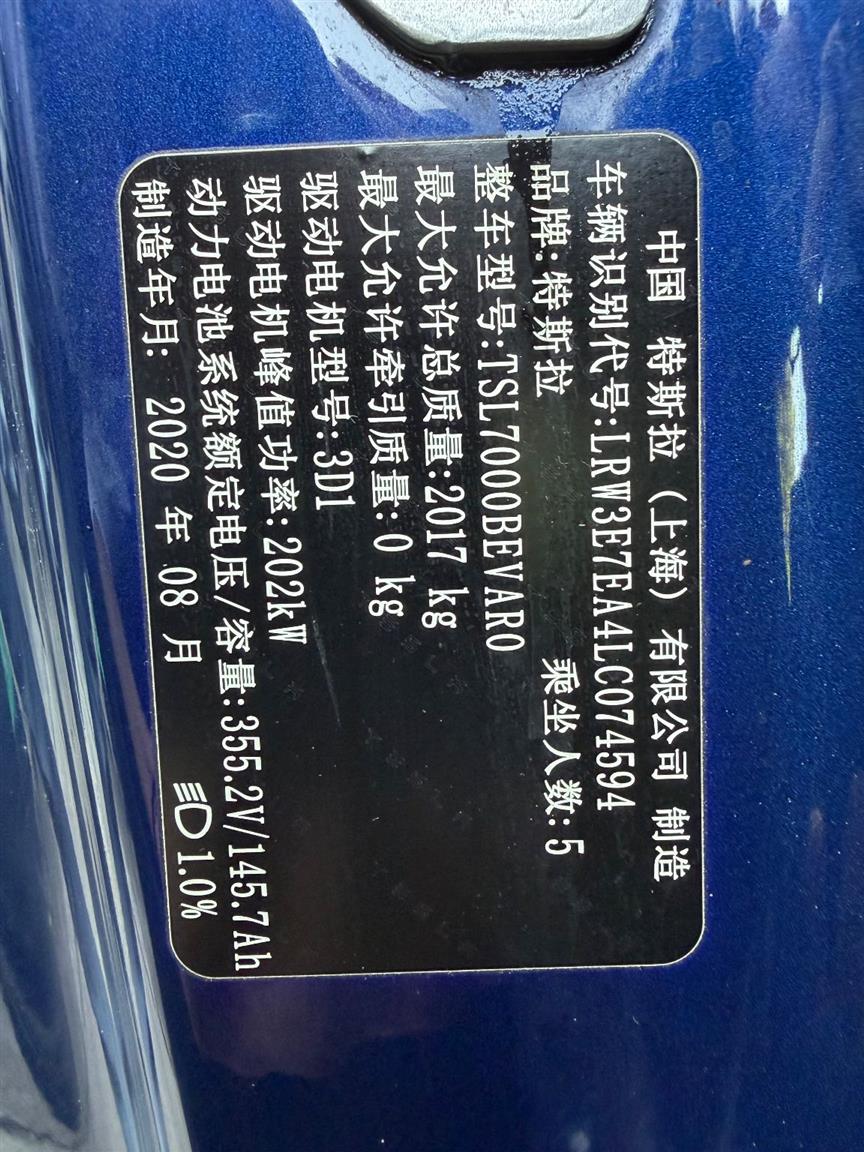 中国 特斯拉（上海）有限公司 制造
车辆识别代号:LRW3E7EA4LC074594
品牌:特斯拉 乘坐人数:5
整车型号:TSL7000BEVAR0
最大允许总质量:2017 kg
最大允许牵引质量:0 kg
驱动电机型号:3D1
驱动电机峰值功率:202kW
动力电池系统额定电压/容量:355.2V/145.7Ah
制造年月: 2020 年 08 月 1.0%